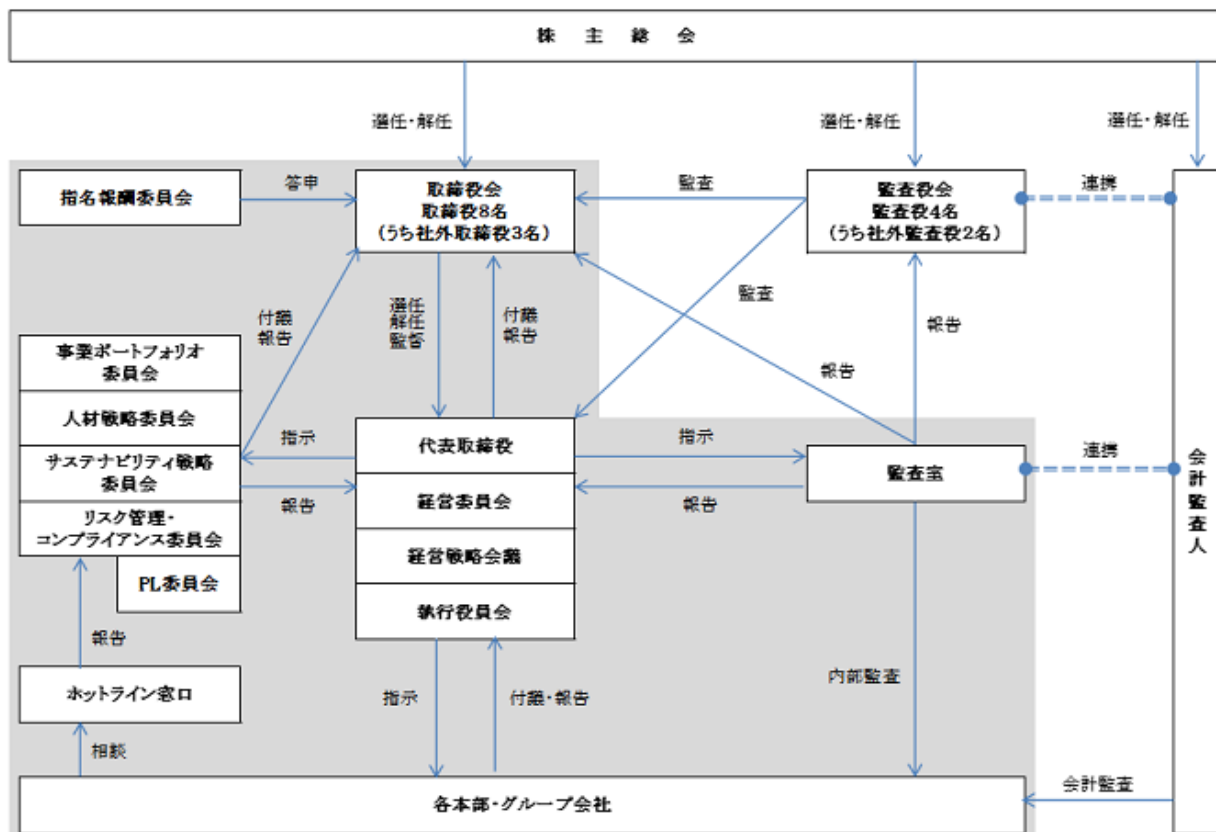 株主総会
選任・解任
選任・解任
選任・解任
指名報酬委員会
答申
取締役会
取締役8名
(うち社外取締役3名)
監査
監査役会
監査役4名
(うち社外監査役2名)
連携
付議
報告
選任
解任
監督
付議
報告
監査
報告
報告
事業ポートフォリオ
委員会
人材戦略委員会
サステナビリティ戦略
委員会
リスク管理・
コンプライアンス委員会
PL委員会
指示
報告
代表取締役
経営委員会
経営戦略会議
執行役員会
指示
報告
監査室
連携
会計監査人
報告
ホットライン窓口
相談
指示
付議・報告
内部監査
会計監査
各本部・グループ会社